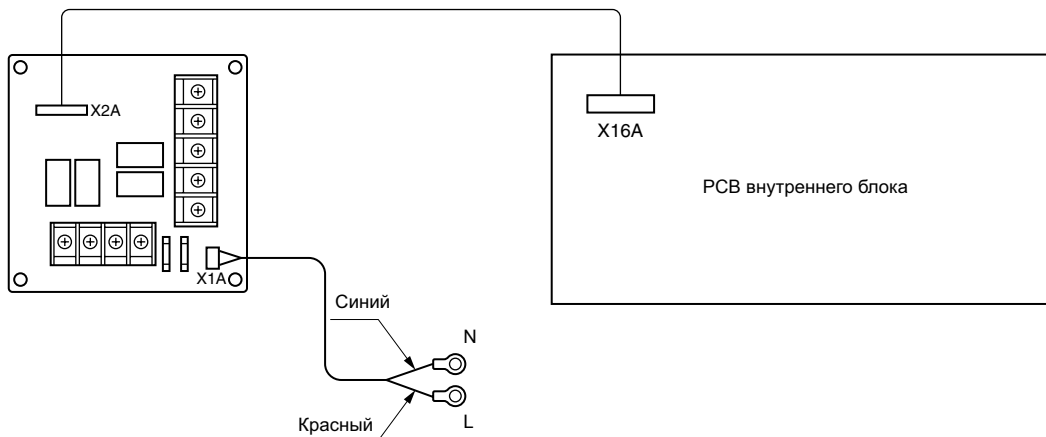 X2A
X16A
PCB внутреннего блока
X1A
Синий
N
Красный
L